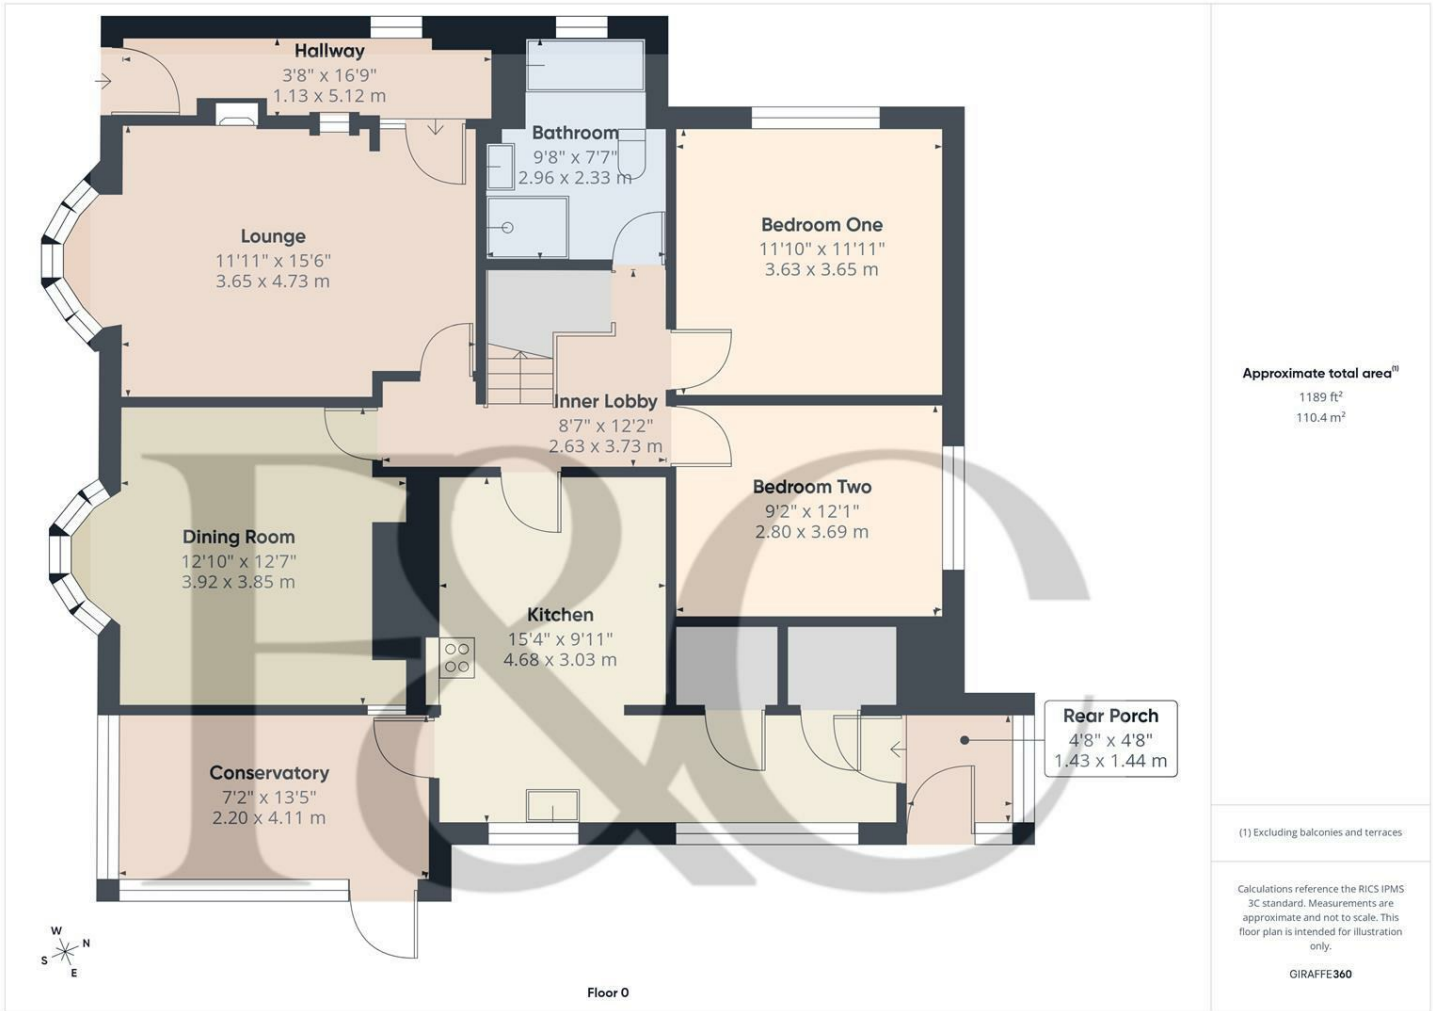 Hallway
3'8" x 16'9"
1.13 x 5.12 m
Bathroom
9'8" x 7'7"
2.96 x 2.33 m
Bedroom One
11'10" x 11'11"
3.63 x 3.65 m
Lounge
11'11" x 15'6"
3.65 x 4.73 m
Inner Lobby
8'7" x 12'2"
2.63 x 3.73 m
Bedroom Two
9'2" x 12'1"
2.80 x 3.69 m
Dining Room
12'10" x 12'7"
3.92 x 3.85 m
Kitchen
15'4" x 9'11"
4.68 x 3.03 m
Rear Porch
4'8" x 4'8"
1.43 x 1.44 m
Conservatory
7'2" x 13'5"
2.20 x 4.11 m
F&C
W
N
S
E
Floor 0
Approximate total area(1)
1189 ft²
110.4 m²
(1) Excluding balconies and terraces
Calculations reference the RICS IPMS
3C standard. Measurements are
approximate and not to scale. This
floor plan is intended for illustration
only.
GIRAFFE360